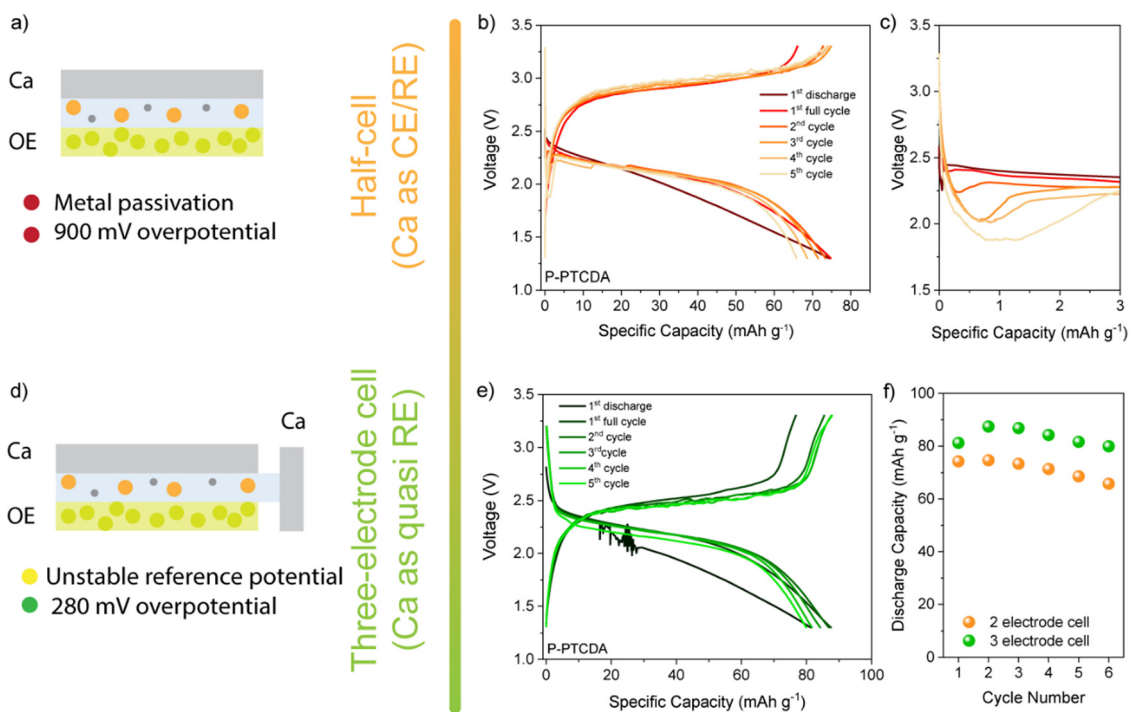 a)
Ca
OE
Metal passivation
900 mV overpotential
Half-cell
(Ca as CE/RE)
b)
Voltage (V)
3.5
3.0
2.5
2.0
1.5
1.0
1st discharge
1st full cycle
2nd cycle
3rd cycle
4th cycle
5th cycle
P-PTCDA
0 10 20 30 40 50 60 70 80
Specific Capacity (mAh g-1)
c)
Voltage (V)
3.5
3.0
2.5
2.0
1.5
1.0
0 1 2 3
Specific Capacity (mAh g-1)
d)
Ca
OE
Unstable reference potential
280 mV overpotential
Three-electrode cell
(Ca as quasi RE)
e)
Voltage (V)
3.5
3.0
2.5
2.0
1.5
1.0
1st discharge
1st full cycle
2nd cycle
3rdcycle
4th cycle
5th cycle
P-PTCDA
0 20 40 60 80 100
Specific Capacity (mAh g-1)
f)
Discharge Capacity (mAh g-1)
100
80
60
40
20
0
2 electrode cell
3 electrode cell
1 2 3 4 5 6
Cycle Number